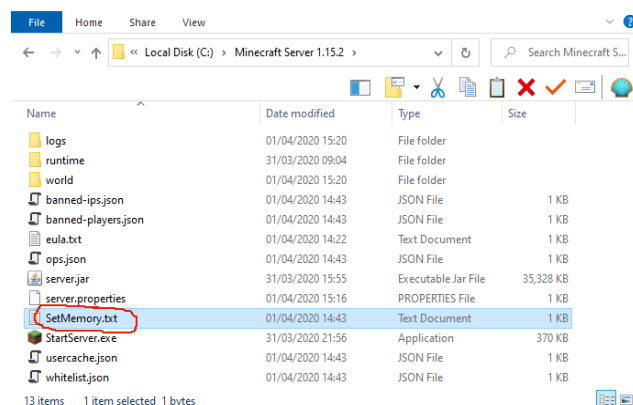 File Home Share View
« Local Disk (C:) › Minecraft Server 1.15.2 › Search Minecraft S...
Name Date modified Type Size
logs 01/04/2020 15:20 File folder
runtime 31/03/2020 09:04 File folder
world 01/04/2020 15:20 File folder
banned-ips.json 01/04/2020 14:43 JSON File 1 KB
banned-players.json 01/04/2020 14:43 JSON File 1 KB
eula.txt 01/04/2020 14:22 Text Document 1 KB
ops.json 01/04/2020 14:43 JSON File 1 KB
server.jar 31/03/2020 15:55 Executable Jar File 35,328 KB
server.properties 01/04/2020 15:16 PROPERTIES File 1 KB
SetMemory.txt 01/04/2020 14:43 Text Document 1 KB
StartServer.exe 31/03/2020 21:56 Application 370 KB
usercache.json 01/04/2020 14:43 JSON File 1 KB
whitelist.json 01/04/2020 14:43 JSON File 1 KB
13 items 1 item selected 1 bytes